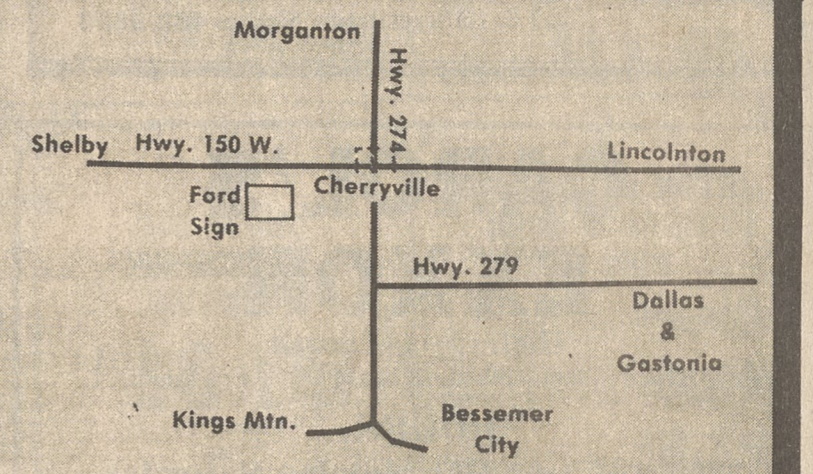 Morganton
Hwy. 274
Shelby Hwy. 150 W.
Lincolnton
Ford
Sign
Cherryville
Hwy. 279
Dallas
&
Gastonia
Kings Mtn.
Bessemer
City